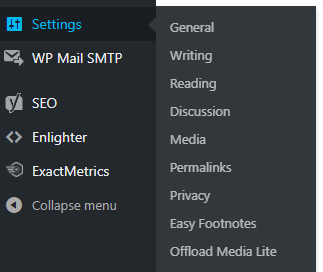 Settings
WP Mail SMTP
SEO
Enlighter
ExactMetrics
Collapse menu
General
Writing
Reading
Discussion
Media
Permalinks
Privacy
Easy Footnotes
Offload Media Lite